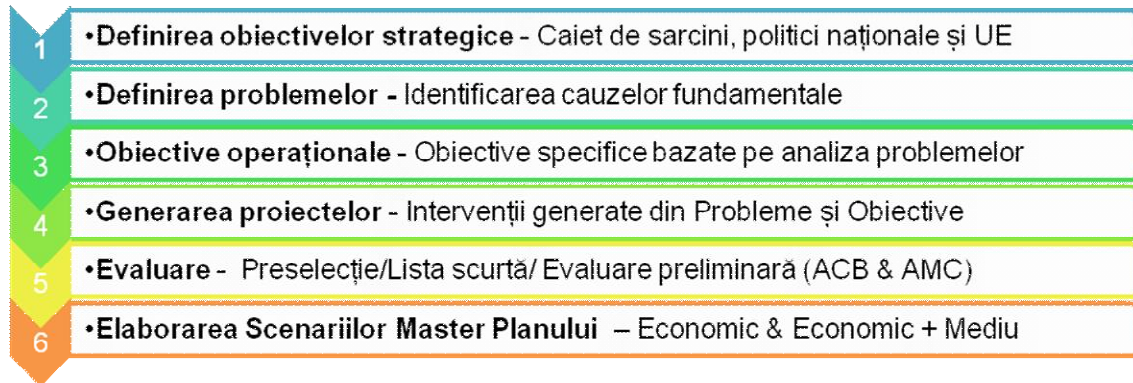 1 •Definirea obiectivelor strategice - Caiet de sarcini, politici naționale și UE
2 •Definirea problemelor - Identificarea cauzelor fundamentale
3 •Obiective operaționale - Obiective specifice bazate pe analiza problemelor
4 •Generarea proiectelor - Intervenții generate din Probleme și Obiective
5 •Evaluare - Preselecție/Lista scurtă/ Evaluare preliminară (ACB & AMC)
6 •Elaborarea Scenariilor Master Planului – Economic & Economic + Mediu